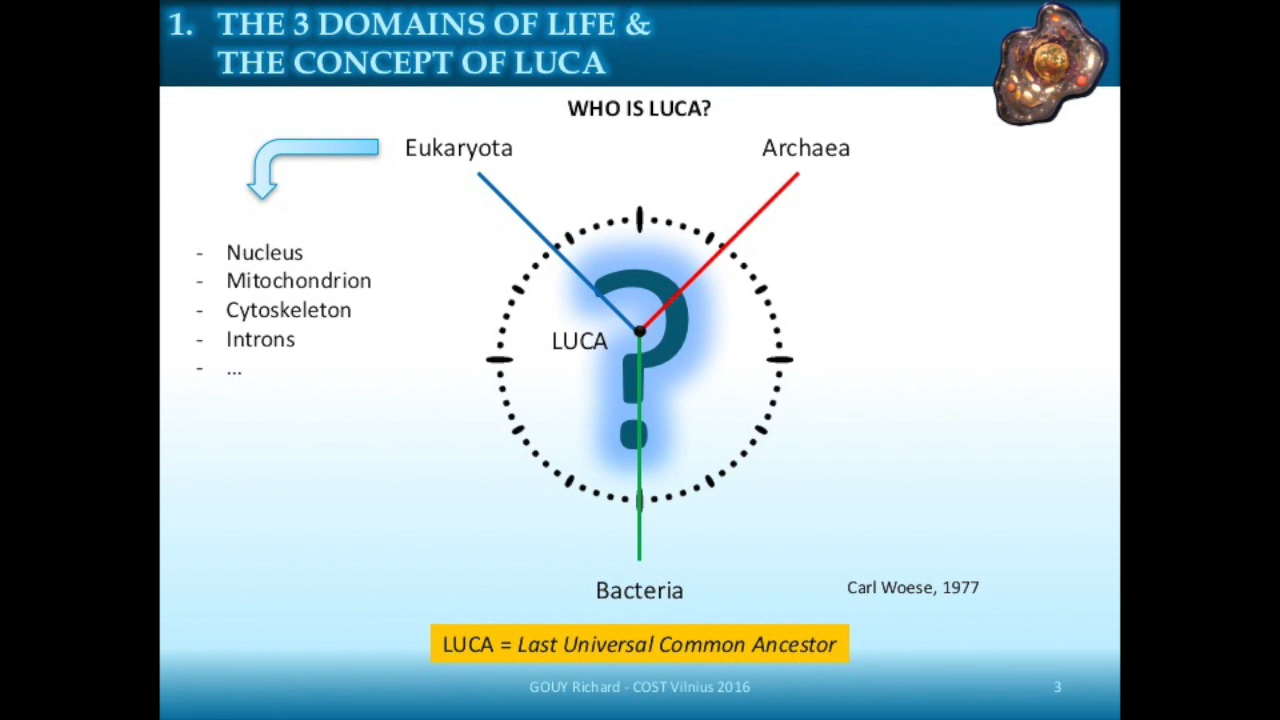 1. THE 3 DOMAINS OF LIFE &
THE CONCEPT OF LUCA
WHO IS LUCA?
Eukaryota
Archaea
- Nucleus
- Mitochondrion
- Cytoskeleton
- Introns
- ...
?
LUCA
Bacteria
Carl Woese, 1977
LUCA = Last Universal Common Ancestor
GOUY Richard - COST Vilnius 2016
3